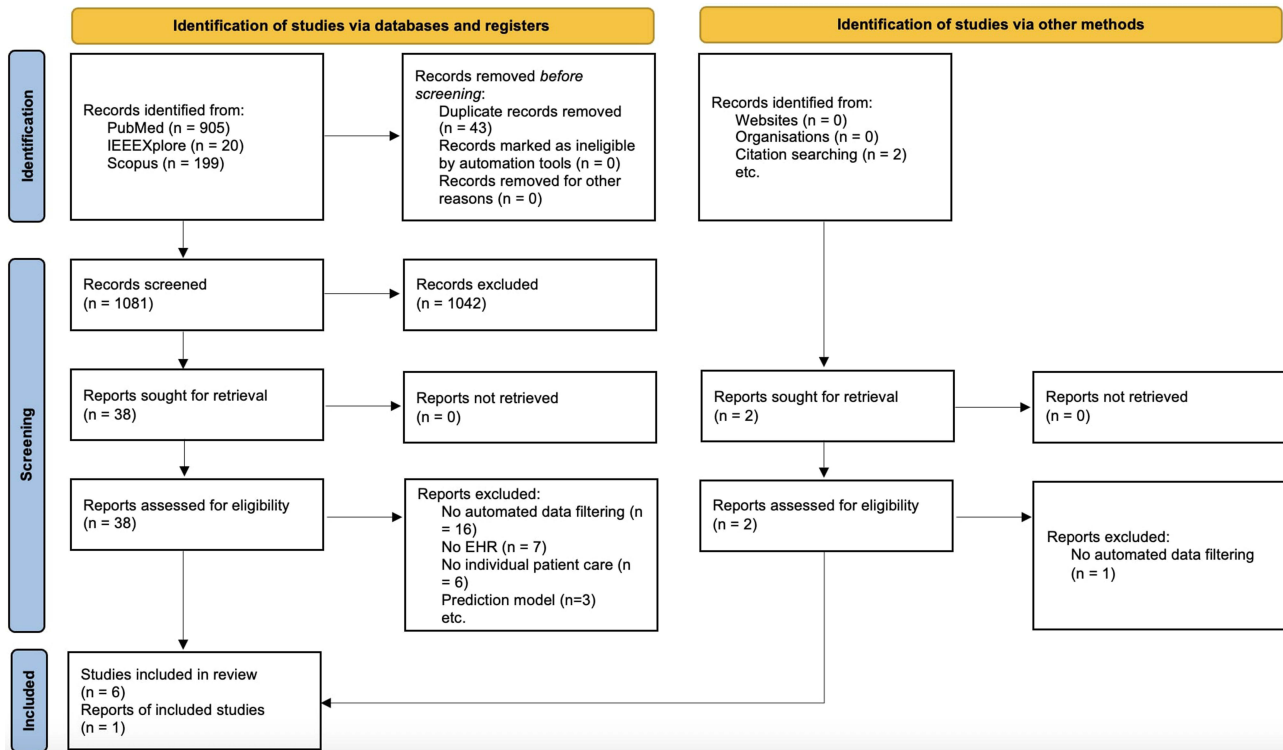 Identification of studies via databases and registers
Identification of studies via other methods
Identification
Records identified from:
PubMed (n = 905)
IEEEXplore (n = 20)
Scopus (n = 199)
Records removed before
screening:
Duplicate records removed
(n = 43)
Records marked as ineligible
by automation tools (n = 0)
Records removed for other
reasons (n = 0)
Records identified from:
Websites (n = 0)
Organisations (n = 0)
Citation searching (n = 2)
etc.
Screening
Records screened
(n = 1081)
Records excluded
(n = 1042)
Reports sought for retrieval
(n = 38)
Reports not retrieved
(n = 0)
Reports sought for retrieval
(n = 2)
Reports not retrieved
(n = 0)
Reports assessed for eligibility
(n = 38)
Reports excluded:
No automated data filtering (n
= 16)
No EHR (n = 7)
No individual patient care (n
= 6)
Prediction model (n=3)
etc.
Reports assessed for eligibility
(n = 2)
Reports excluded:
No automated data filtering
(n = 1)
Included
Studies included in review
(n = 6)
Reports of included studies
(n = 1)